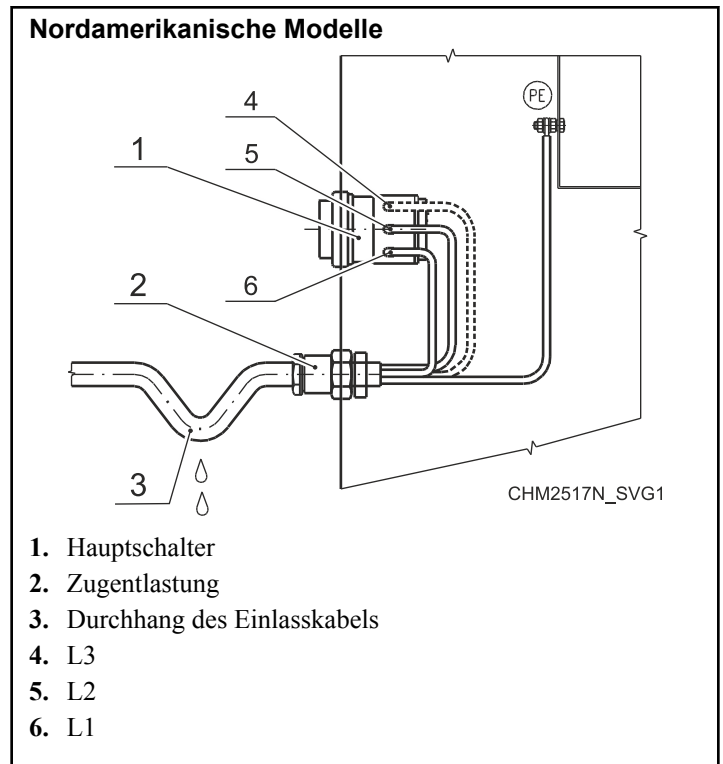 Nordamerikanische Modelle
PE
4
1
5
6
2
3
CHM2517N_SVG1
1. Hauptschalter
2. Zugentlastung
3. Durchhang des Einlasskabels
4. L3
5. L2
6. L1